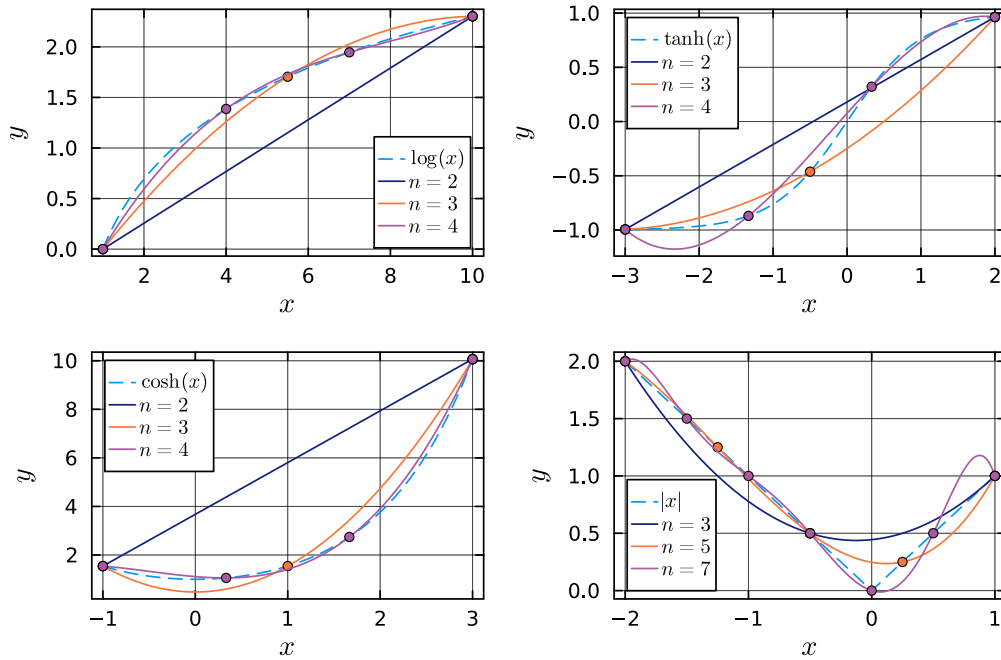 2.0
1.5
1.0
0.5
0.0
y
log(x)
n = 2
n = 3
n = 4
2
4
6
8
10
x
1.0
0.5
0.0
−0.5
−1.0
y
tanh(x)
n = 2
n = 3
n = 4
−3
−2
−1
0
1
2
x
10
8
6
4
2
y
cosh(x)
n = 2
n = 3
n = 4
−1
0
1
2
3
x
2.0
1.5
1.0
0.5
0.0
y
|x|
n = 3
n = 5
n = 7
−2
−1
0
1
x